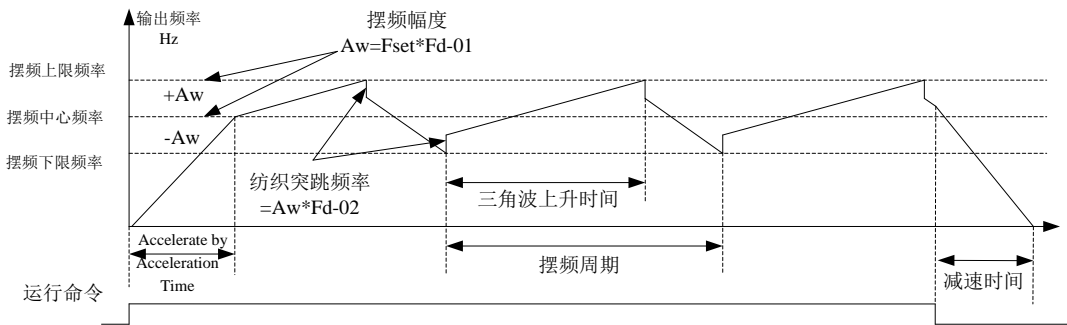 输出频率
Hz
摆频幅度
Aw=Fset*Fd-01
摆频上限频率
+Aw
摆频中心频率
-Aw
摆频下限频率
纺织突跳频率
=Aw*Fd-02
三角波上升时间
Accelerate by
Acceleration
Time
摆频周期
减速时间
运行命令